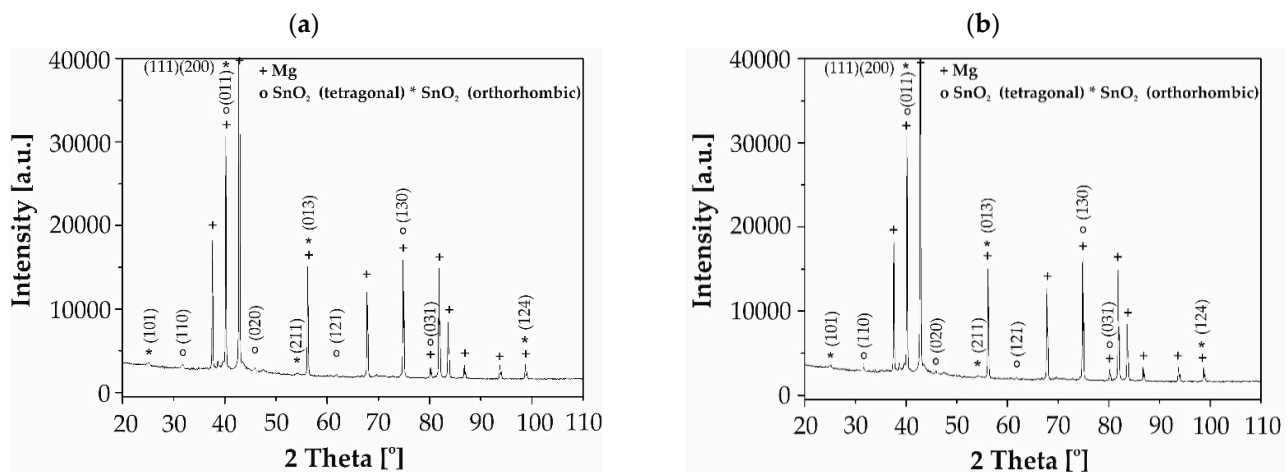 (a)
40000
30000
20000
10000
0
Intensity [a.u.]
(111)(200)
o(011)*
+
+
+ Mg
o SnO₂ (tetragonal) * SnO₂ (orthorhombic)
* (101)
o (110)
+
o (020)
* (211)
+ * (013)
o (121)
+
+ o (130)
+ o (031)
+
+
+
+
+ * (124)
20 30 40 50 60 70 80 90 100 110
2 Theta [°]
(b)
40000
30000
20000
10000
0
Intensity [a.u.]
(111)(200)
o(011)*
+
+
+ Mg
o SnO₂ (tetragonal) * SnO₂ (orthorhombic)
* (101)
o (110)
+
o (020)
* (211)
+ * (013)
o (121)
+
+ o (130)
+ o (031)
+
+
+
+
+ * (124)
20 30 40 50 60 70 80 90 100 110
2 Theta [°]